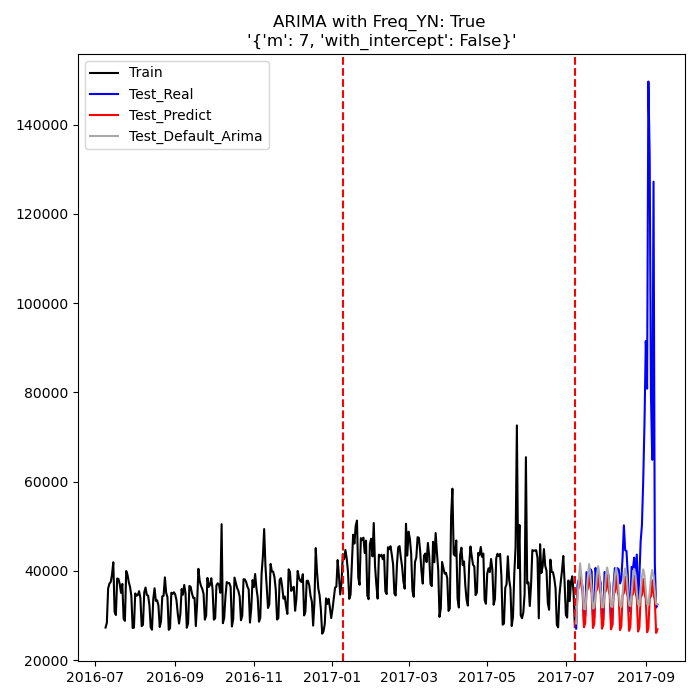 ARIMA with Freq_YN: True
'{'m': 7, 'with_intercept': False}'
Train
Test_Real
Test_Predict
Test_Default_Arima
140000
120000
100000
80000
60000
40000
20000
2016-07 2016-09 2016-11 2017-01 2017-03 2017-05 2017-07 2017-09